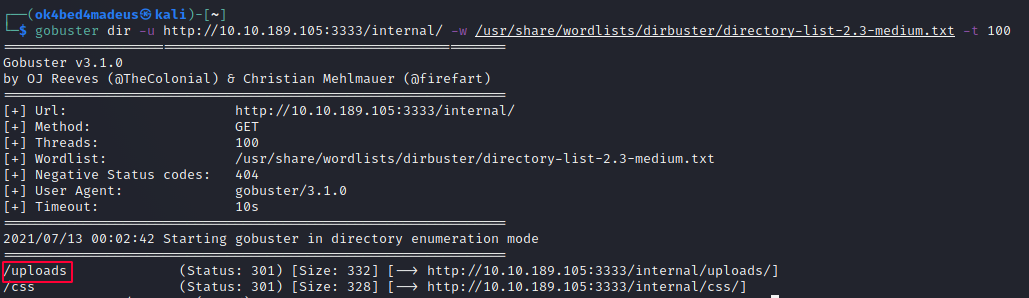 ┌──(ok4bed4madeus㉿kali)-[~]
└─$ gobuster dir -u http://10.10.189.105:3333/internal/ -w /usr/share/wordlists/dirbuster/directory-list-2.3-medium.txt -t 100
===============================================================
Gobuster v3.1.0
by OJ Reeves (@TheColonial) & Christian Mehlmauer (@firefart)
===============================================================
[+] Url: http://10.10.189.105:3333/internal/
[+] Method: GET
[+] Threads: 100
[+] Wordlist: /usr/share/wordlists/dirbuster/directory-list-2.3-medium.txt
[+] Negative Status codes: 404
[+] User Agent: gobuster/3.1.0
[+] Timeout: 10s
===============================================================
2021/07/13 00:02:42 Starting gobuster in directory enumeration mode
===============================================================
/uploads (Status: 301) [Size: 332] [--> http://10.10.189.105:3333/internal/uploads/]
/css (Status: 301) [Size: 328] [--> http://10.10.189.105:3333/internal/css/]